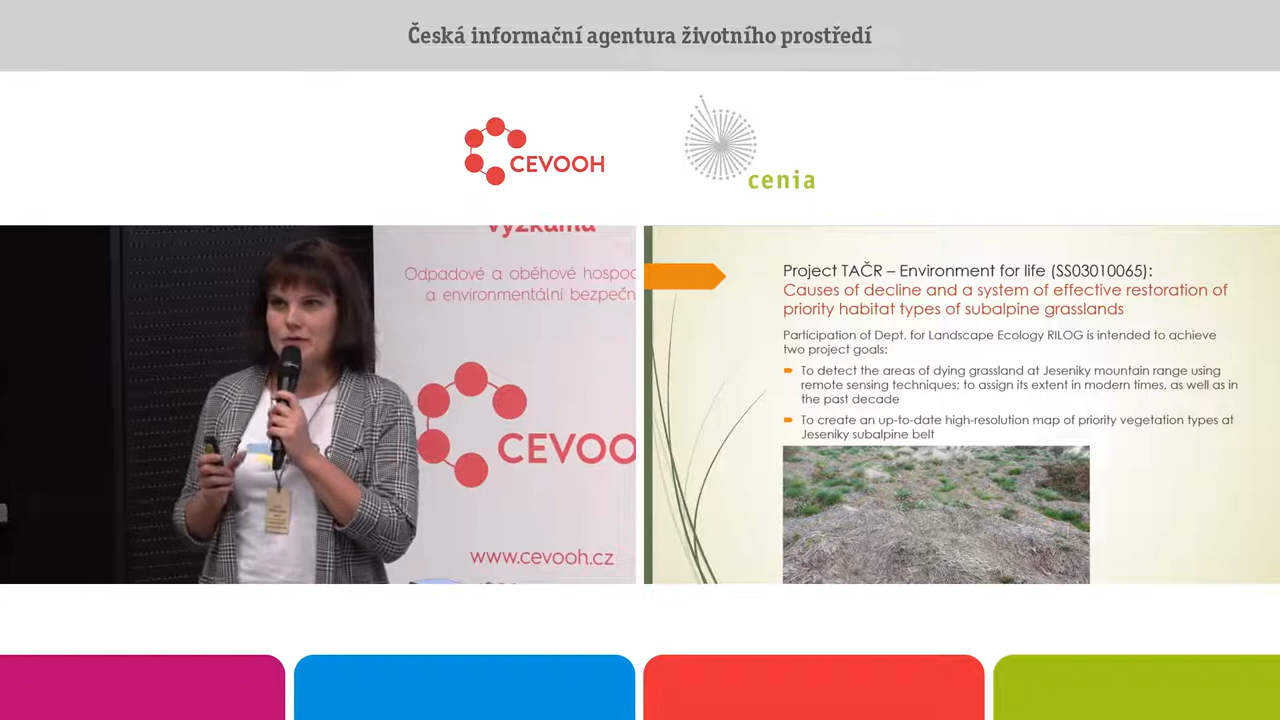 Česká informační agentura životního prostředí
CEVOOH
cenia
výzkumu
Odpadové a oběhové hospod
a environmentální bezpečn
CEVOO
www.cevooh.cz
Project TAČR – Environment for life (SS03010065):
Causes of decline and a system of effective restoration of
priority habitat types of subalpine grasslands
Participation of Dept. for Landscape Ecology RILOG is intended to achieve
two project goals:
To detect the areas of dying grassland at Jeseniky mountain range using
remote sensing techniques; to assign its extent in modern times, as well as in
the past decade
To create an up-to-date high-resolution map of priority vegetation types at
Jeseniky subalpine belt